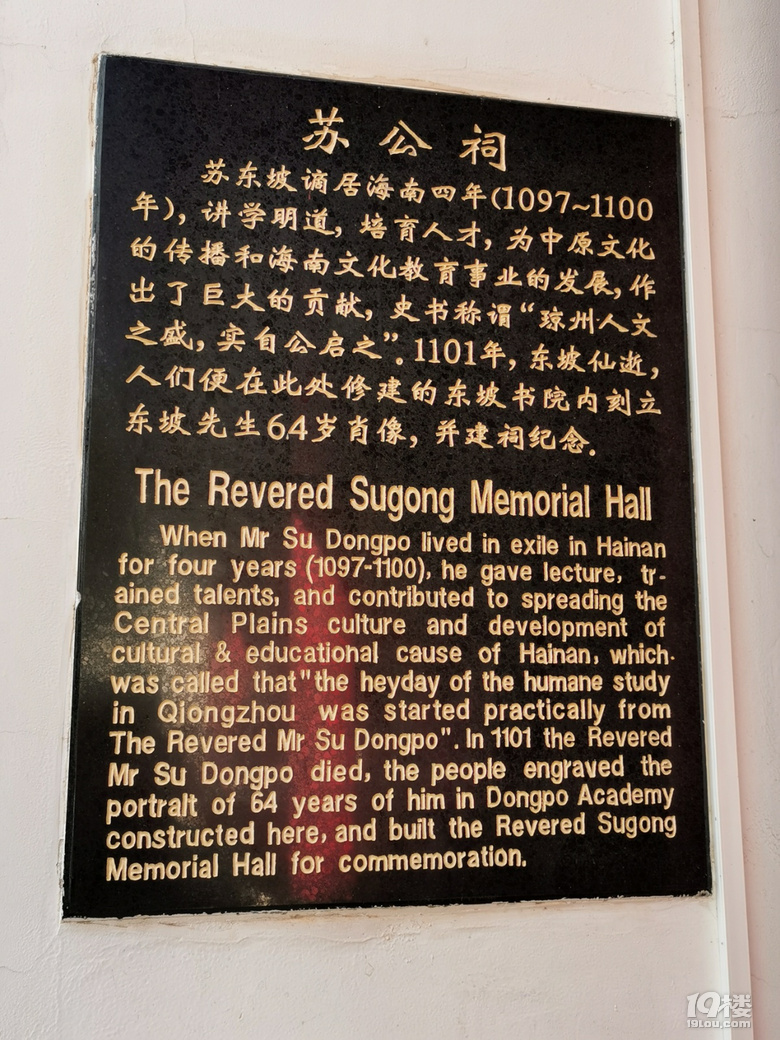 苏公祠
苏东坡谪居海南四年(1097~1100
年)，讲学明道，培育人才，为中原文化
的传播和海南文化教育事业的发展，作
出了巨大的贡献，史书称谓“琼州人文
之盛，实自公启之”。1101年，东坡仙逝，
人们便在此处修建的东坡书院内刻立
东坡先生64岁肖像，并建祠纪念.
The Revered Sugong Memorial Hall
When Mr Su Dongpo lived in exile in Hainan
for four years (1097-1100), he gave lecture, tr-
ained talents, and contributed to spreading the
Central Plains culture and development of
cultural & educational cause of Hainan, which·
was called that "the heyday of the humane study
in Qiongzhou was started practically from
The Revered Mr Su Dongpo". In 1101 the Revered
Mr Su Dongpo died, the people engraved the
portralt of 64 years of him in Dongpo Academy
constructed here, and built the Revered Sugong
Memorial Hall for commemoration.
19楼
19lou.com